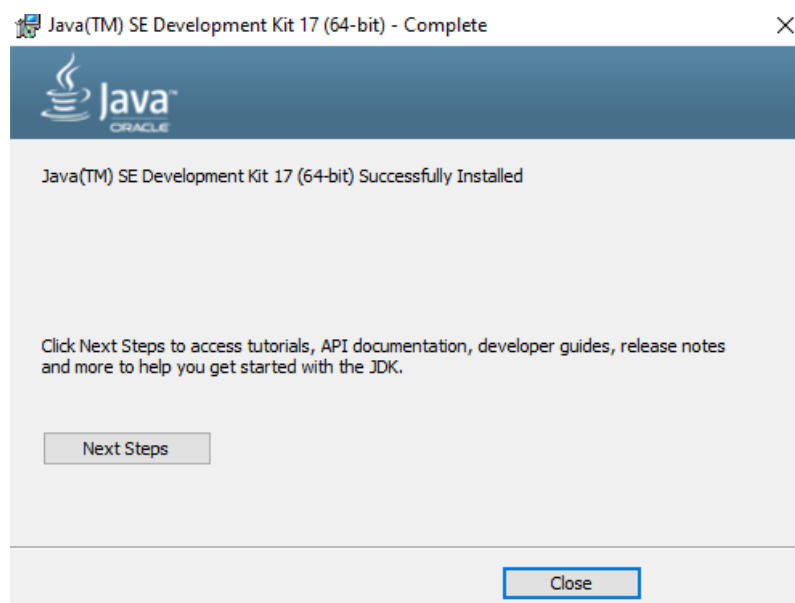 Java(TM) SE Development Kit 17 (64-bit) - Complete
Java™
ORACLE
Java(TM) SE Development Kit 17 (64-bit) Successfully Installed
Click Next Steps to access tutorials, API documentation, developer guides, release notes
and more to help you get started with the JDK.
Next Steps
Close